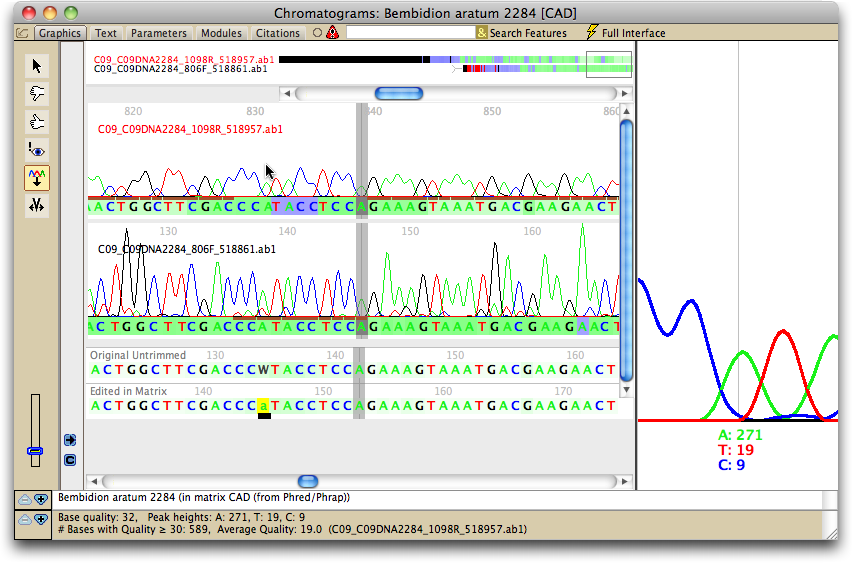 Chromatograms: Bembidion aratum 2284 [CAD]
Graphics Text Parameters Modules Citations & Search Features Full Interface
C09_C09DNA2284_1098R_518957.ab1
C09_C09DNA2284_806F_518861.ab1
820 830 840 850 860
C09_C09DNA2284_1098R_518957.ab1
ACTGGCTTCGACCCATACCTCCAGAAAGTAAATGACGAAGAACT
130 140 150 160
C09_C09DNA2284_806F_518861.ab1
ACTGGCTTCGACCCATACCTCCAGAAAGTAAATGACGAAGAACT
Original Untrimmed 130 140 150 160
ACTGGCTTCGACCCWTACCTCCAGAAAGTAAATGACGAAGAACT
Edited in Matrix 140 150 160 170
ACTGGCTTCGACCCaTACCTCCAGAAAGTAAATGACGAAGAACT
A: 271
T: 19
C: 9
C
Bembidion aratum 2284 (in matrix CAD (from Phred/Phrap))
Base quality: 32, Peak heights: A: 271, T: 19, C: 9
# Bases with Quality ≥ 30: 589, Average Quality: 19.0 (C09_C09DNA2284_1098R_518957.ab1)